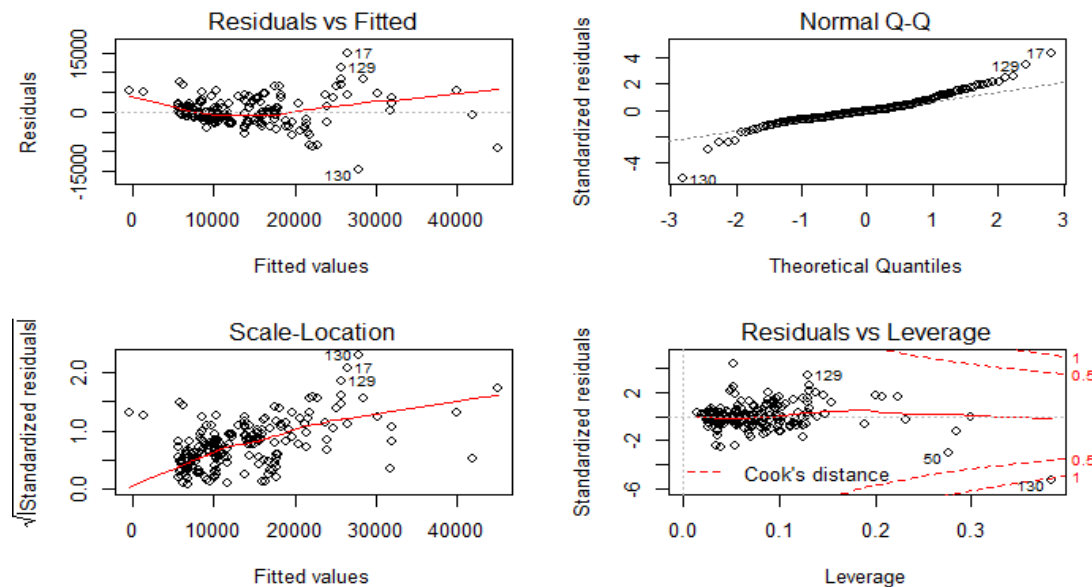 Residuals vs Fitted
Residuals
-15000 0 15000
17
129
130
0 10000 20000 30000 40000
Fitted values
Normal Q-Q
Standardized residuals
-4 0 2 4
17
129
130
-3 -2 -1 0 1 2 3
Theoretical Quantiles
Scale-Location
√|Standardized residuals|
0.0 1.0 2.0
130
17
129
0 10000 20000 30000 40000
Fitted values
Residuals vs Leverage
Standardized residuals
-6 -2 2
129
50
130
1
0.5
0.5
1
Cook's distance
0.0 0.1 0.2 0.3
Leverage